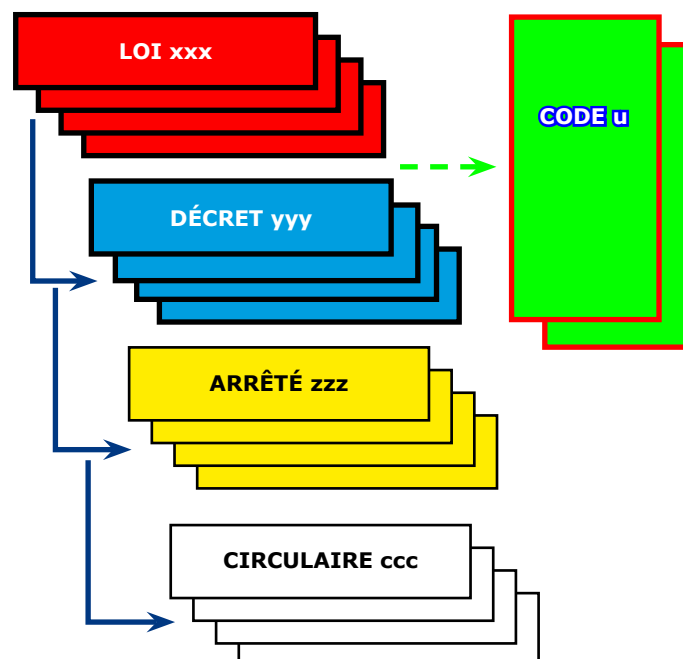 LOI xxx
CODE u
DÉCRET yyy
ARRÊTÉ zzz
CIRCULAIRE ccc